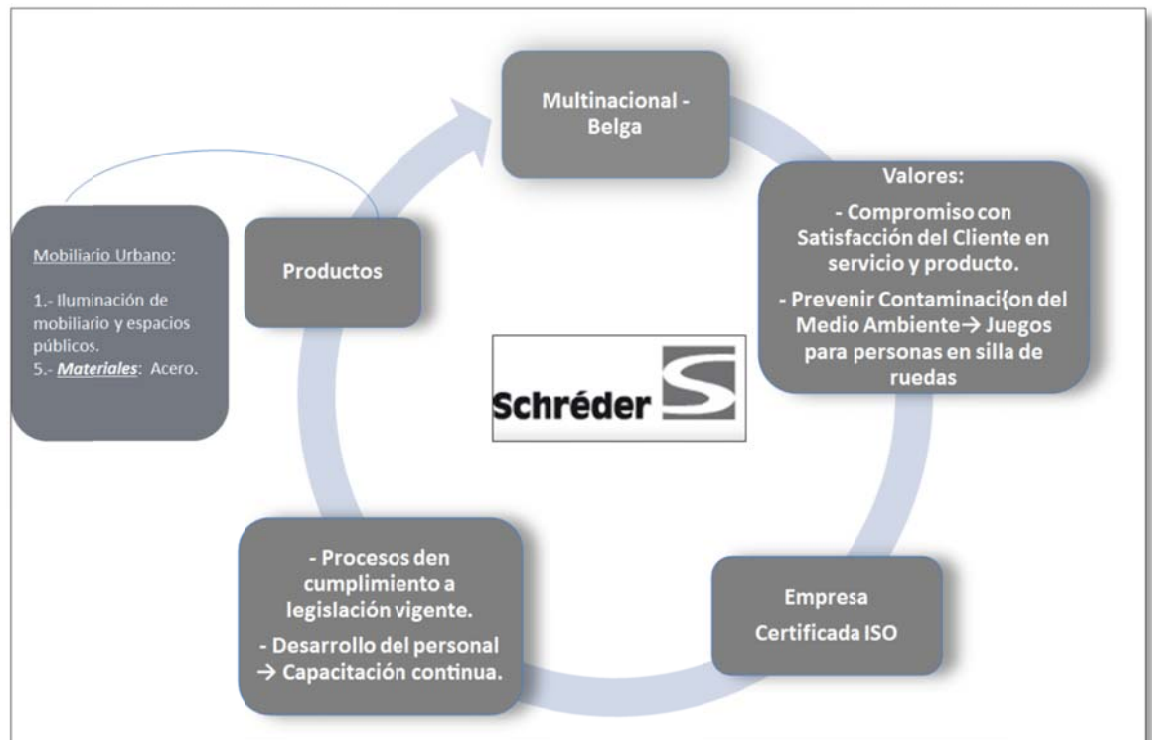 Multinacional -
Belga
Valores:
- Compromiso con
Satisfacción del Cliente en
servicio y producto.
- Prevenir Contaminaci{on del
Medio Ambiente→ Juegos
para personas en silla de
ruedas
Empresa
Certificada ISO
- Procesos den
cumplimiento a
legislación vigente.
- Desarrollo del personal
→ Capacitación continua.
Productos
Mobiliario Urbano:
1.- Iluminación de
mobiliario y espacios
públicos.
5.- Materiales: Acero.
Schréder